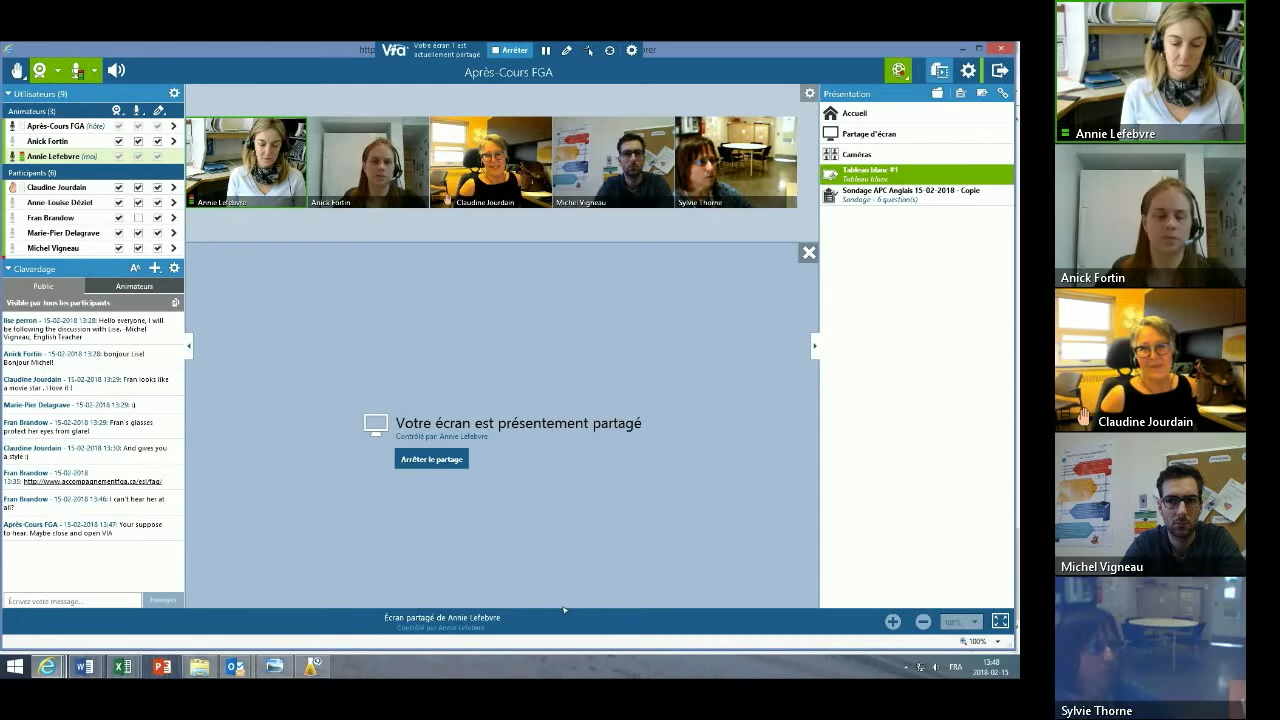 Via
Votre écran 1 est
actuellement partagé
Arrêter
Après-Cours FGA
Utilisateurs (9)
Animateurs (3)
Après-Cours FGA (hôte)
Anick Fortin
Annie Lefebvre (moi)
Participants (6)
Claudine Jourdain
Anne-Louise Déziel
Fran Brandow
Marie-Pier Delagrave
Michel Vigneau
Clavardage
Public
Animateurs
Visible par tous les participants
lise perron - 15-02-2018 13:28: Hello everyone, I will
be following the discussion with Lise, -Michel
Vigneau, English Teacher
Anick Fortin - 15-02-2018 13:28: bonjour Lise!
Bonjour Michel!
Claudine Jourdain - 15-02-2018 13:29: Fran looks like
a movie star , I love it !
Marie-Pier Delagrave - 15-02-2018 13:29: :)
Fran Brandow - 15-02-2018 13:29: Fran's glasses
protect her eyes from glare!
Claudine Jourdain - 15-02-2018 13:30: And gives you
a style :)
Fran Brandow - 15-02-2018
13:35: http://www.accompagnementfga.ca/esl/faq/
Fran Brandow - 15-02-2018 13:46: I can't hear her at
all?
Après-Cours FGA - 15-02-2018 13:47: Your suppose
to hear. Maybe close and open VIA
Écrivez votre message...
Envoyer
Annie Lefebvre
Anick Fortin
Claudine Jourdain
Michel Vigneau
Sylvie Thorne
Votre écran est présentement partagé
Contrôlé par: Annie Lefebvre
Arrêter le partage
Écran partagé de Annie Lefebvre
Contrôlé par Annie Lefebvre
108%
100%
Présentation
Accueil
Partage d'écran
Caméras
Tableau blanc #1
Tableau blanc
Sondage APC Anglais 15-02-2018 - Copie
Sondage - 6 question(s)
FRA
13:48
2018-02-15
Annie Lefebvre
Anick Fortin
Claudine Jourdain
Michel Vigneau
Sylvie Thorne